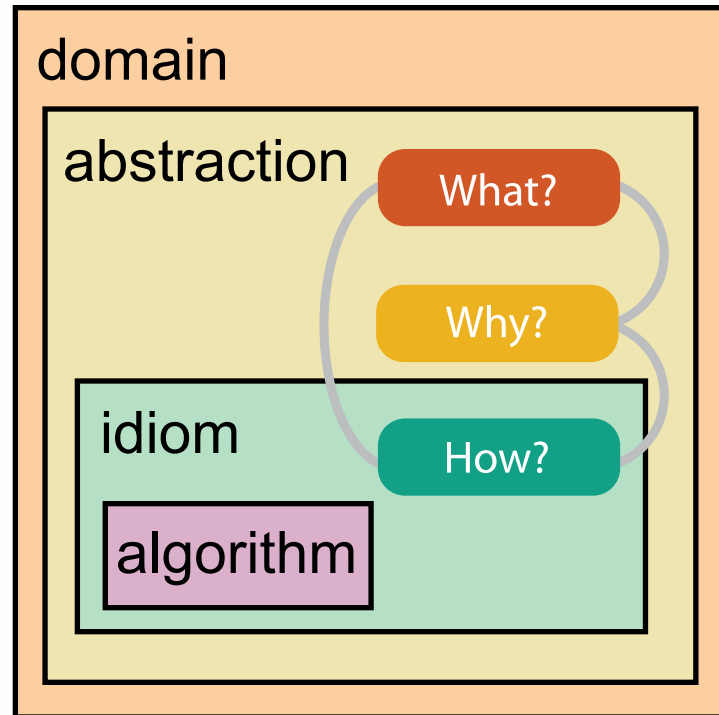 domain
abstraction
What?
Why?
idiom
How?
algorithm